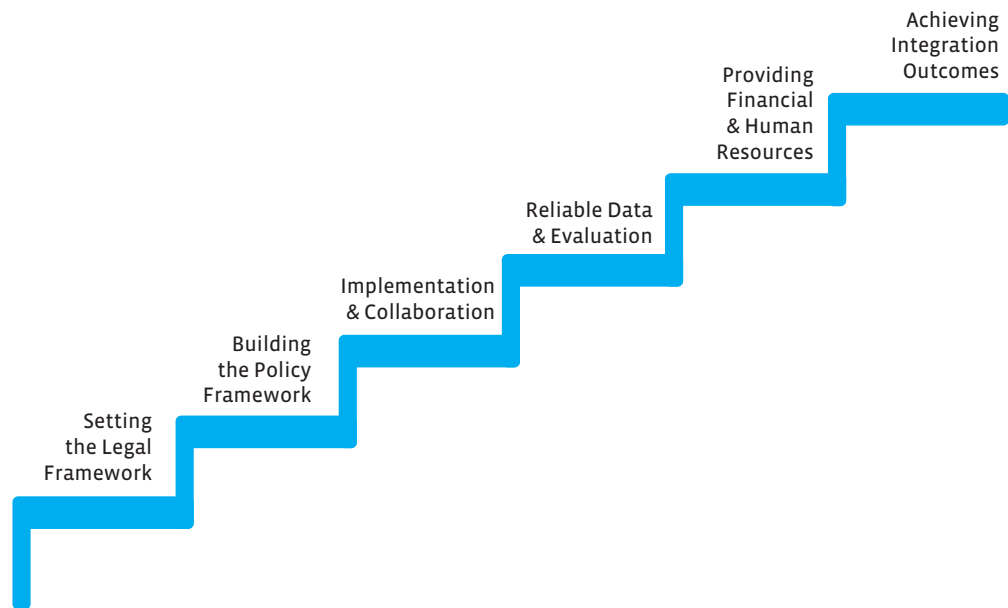 Achieving
Integration
Outcomes
Providing
Financial
& Human
Resources
Reliable Data
& Evaluation
Implementation
& Collaboration
Building
the Policy
Framework
Setting
the Legal
Framework